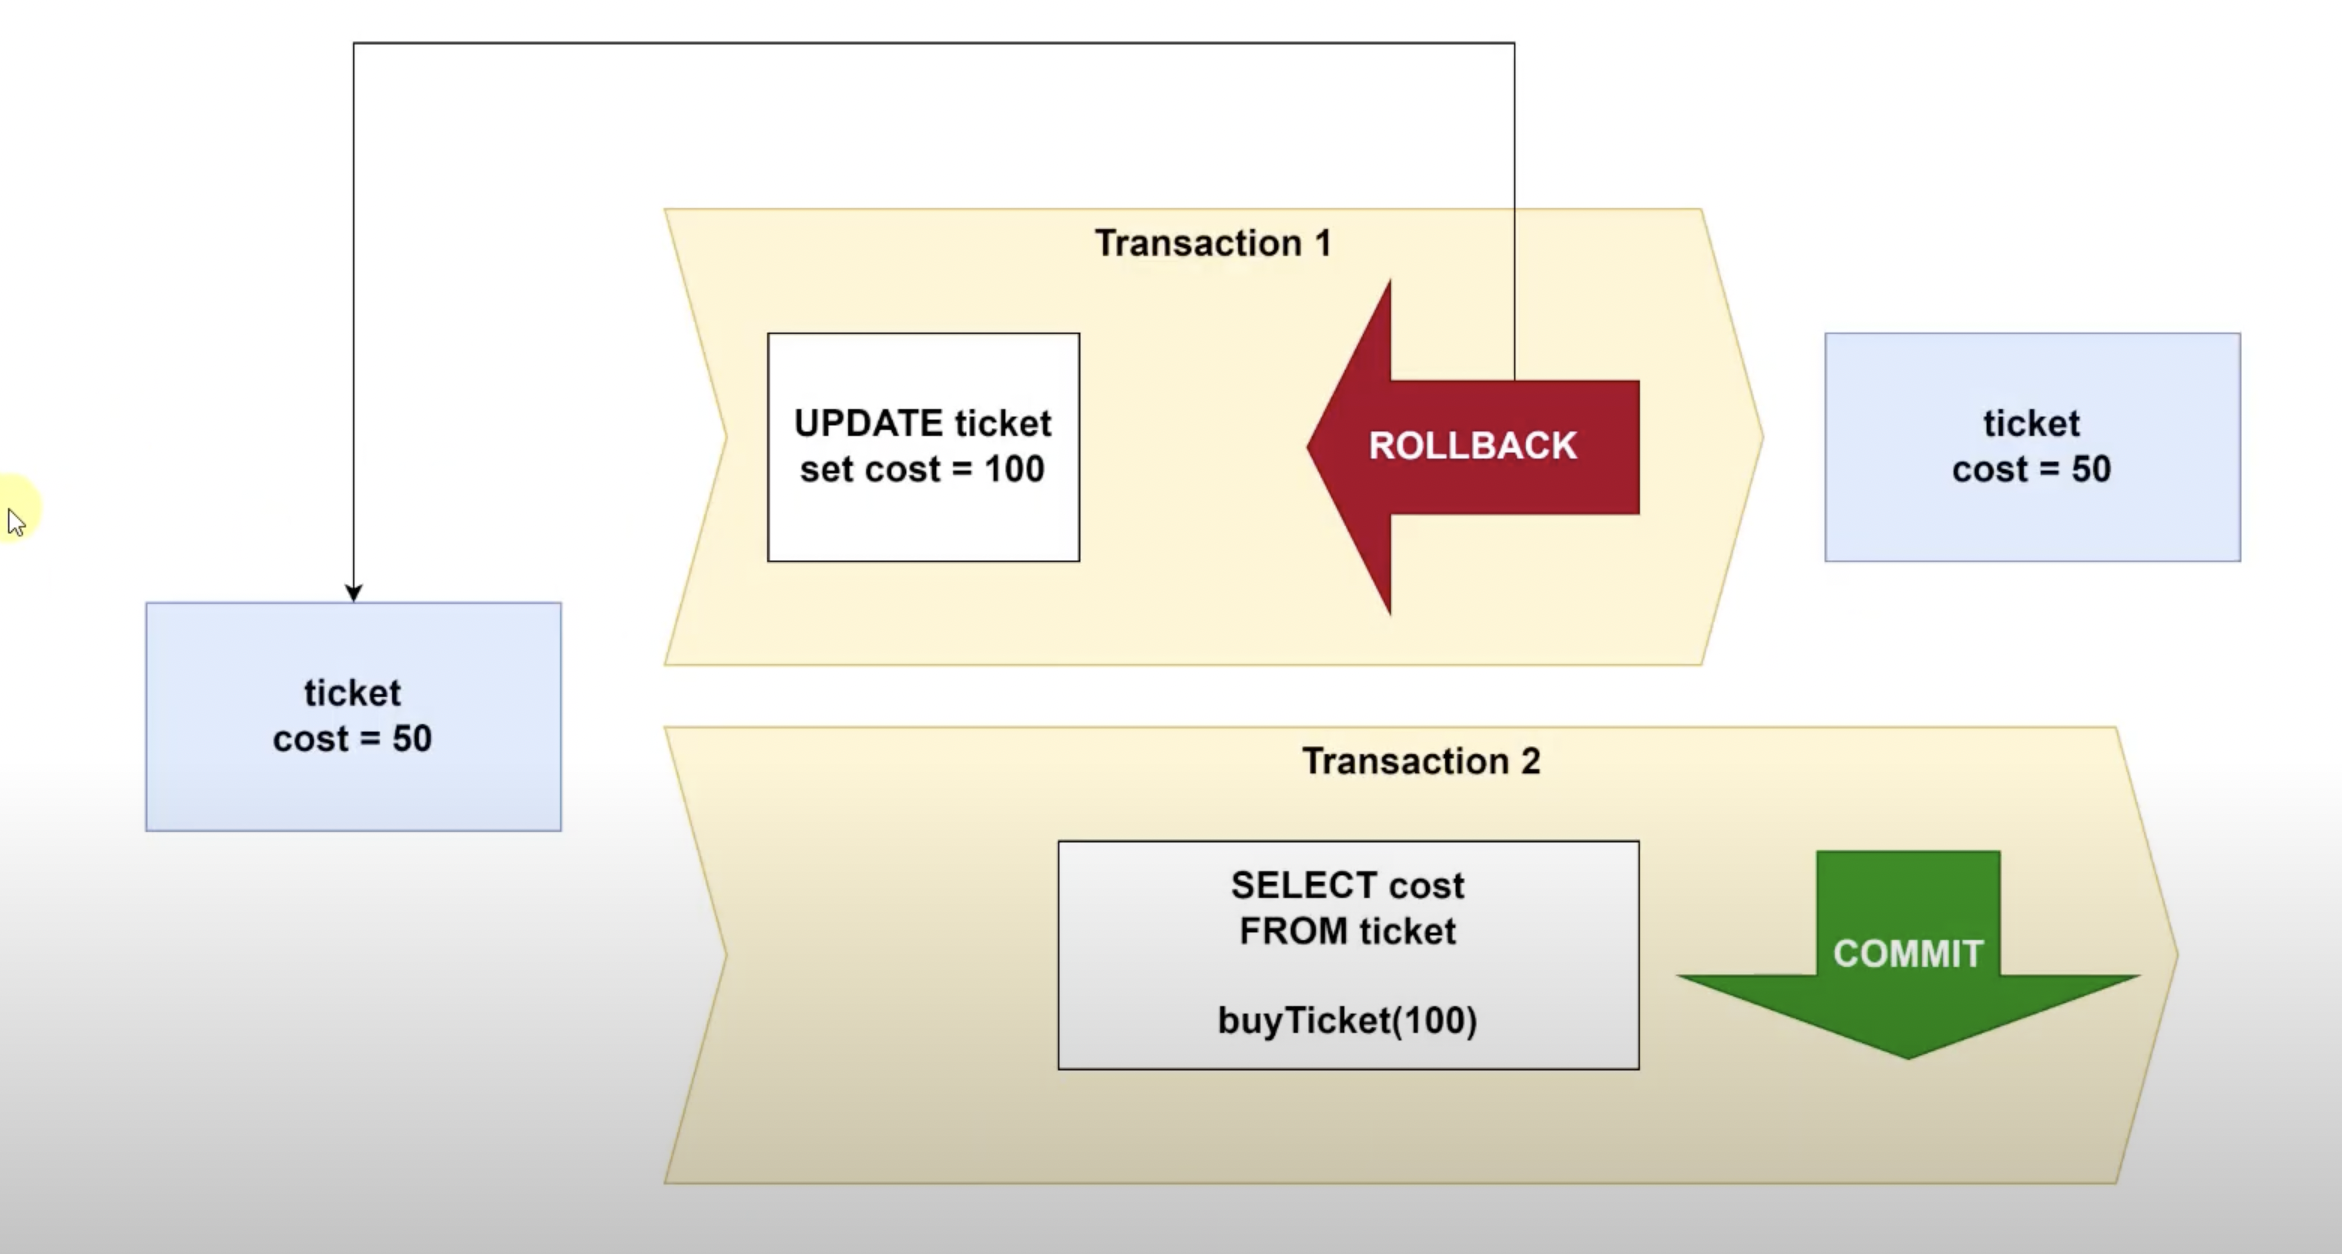 Transaction 1
UPDATE ticket
set cost = 100
ROLLBACK
ticket
cost = 50
ticket
cost = 50
Transaction 2
SELECT cost
FROM ticket
buyTicket(100)
COMMIT